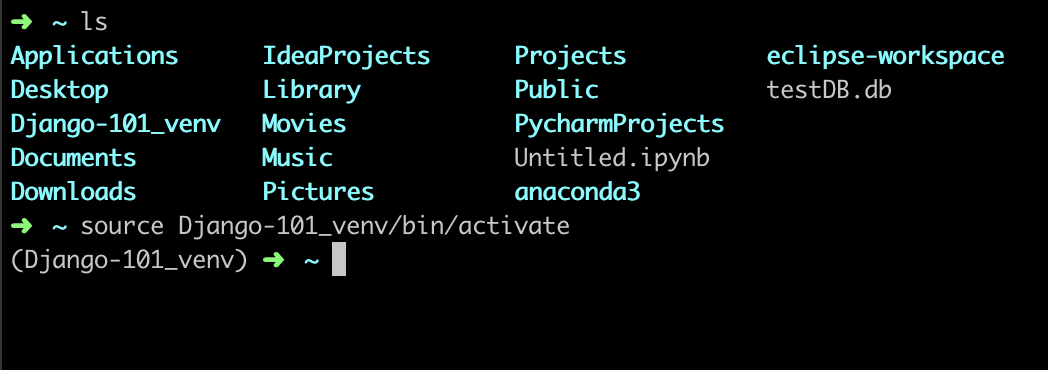 ➜ ~ ls
Applications IdeaProjects Projects eclipse-workspace
Desktop Library Public testDB.db
Django-101_venv Movies PycharmProjects
Documents Music Untitled.ipynb
Downloads Pictures anaconda3
➜ ~ source Django-101_venv/bin/activate
(Django-101_venv) ➜ ~